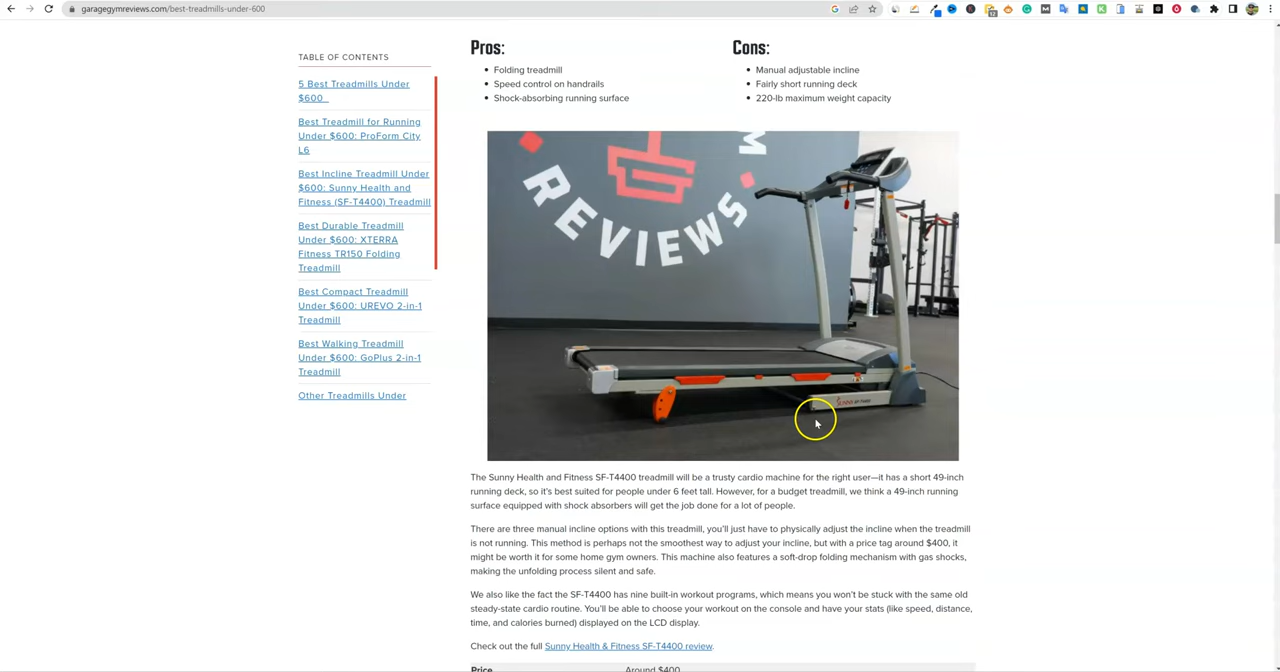 garagegymreviews.com/best-treadmills-under-600
TABLE OF CONTENTS
5 Best Treadmills Under
$600
Best Treadmill for Running
Under $600: ProForm City
L6
Best Incline Treadmill Under
$600: Sunny Health and
Fitness (SF-T4400) Treadmill
Best Durable Treadmill
Under $600: XTERRA
Fitness TR150 Folding
Treadmill
Best Compact Treadmill
Under $600: UREVO 2-in-1
Treadmill
Best Walking Treadmill
Under $600: GoPlus 2-in-1
Treadmill
Other Treadmills Under
Pros:
Folding treadmill
Speed control on handrails
Shock-absorbing running surface
Cons:
Manual adjustable incline
Fairly short running deck
220-lb maximum weight capacity
M
REVIEWS
SUNNY
The Sunny Health and Fitness SF-T4400 treadmill will be a trusty cardio machine for the right user—it has a short 49-inch
running deck, so it's best suited for people under 6 feet tall. However, for a budget treadmill, we think a 49-inch running
surface equipped with shock absorbers will get the job done for a lot of people.
There are three manual incline options with this treadmill, you'll just have to physically adjust the incline when the treadmill
is not running. This method is perhaps not the smoothest way to adjust your incline, but with a price tag around $400, it
might be worth it for some home gym owners. This machine also features a soft-drop folding mechanism with gas shocks,
making the unfolding process silent and safe.
We also like the fact the SF-T4400 has nine built-in workout programs, which means you won't be stuck with the same old
steady-state cardio routine. You'll be able to choose your workout on the console and have your stats (like speed, distance,
time, and calories burned) displayed on the LCD display.
Check out the full Sunny Health & Fitness SF-T4400 review.
Price Around $400